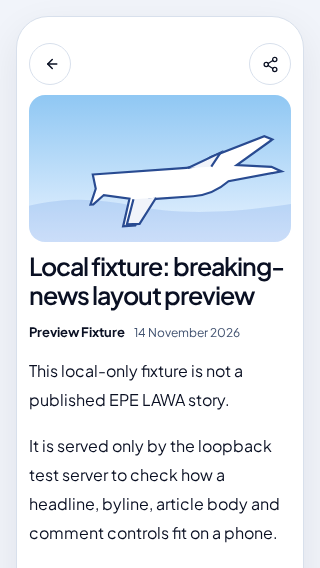 Local fixture: breaking-
news layout preview
Preview Fixture 14 November 2026
This local-only fixture is not a
published EPE LAWA story.
It is served only by the loopback
test server to check how a
headline, byline, article body and
comment controls fit on a phone.